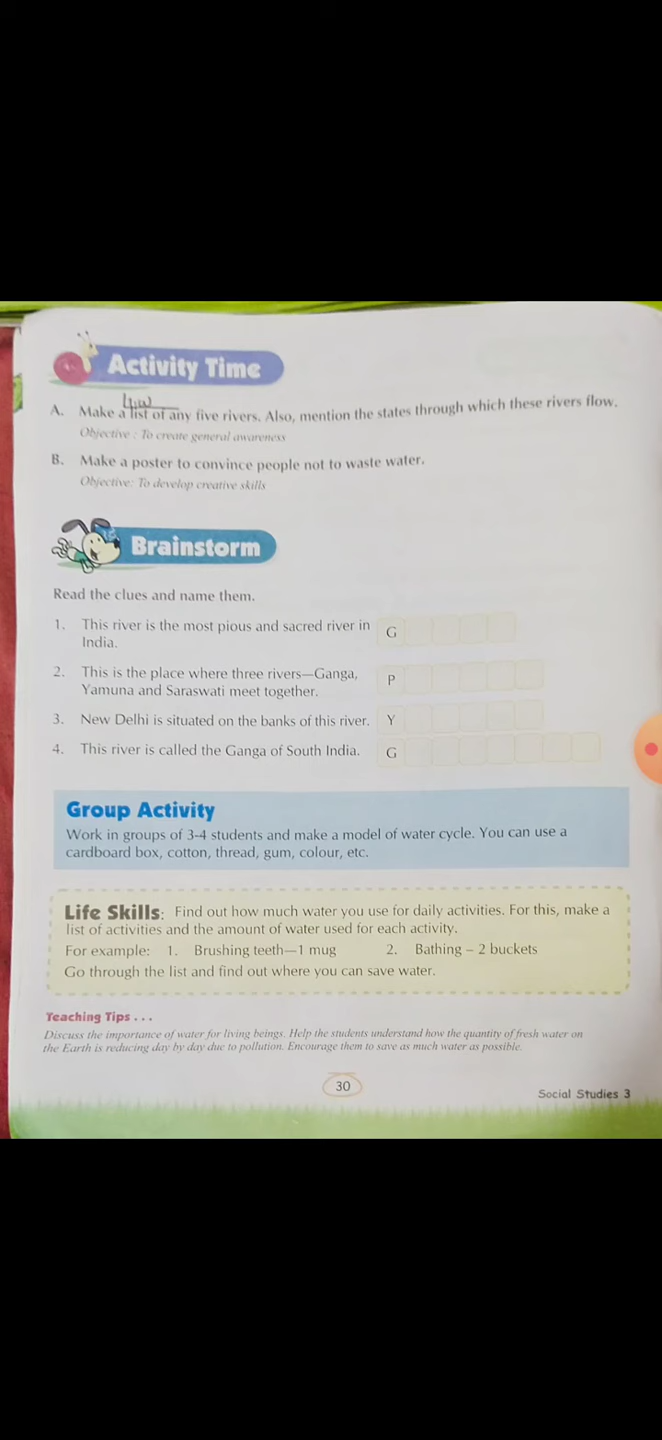 Activity Time
A. Make a list of any five rivers. Also, mention the states through which these rivers flow.
Objective : To create general awareness
B. Make a poster to convince people not to waste water.
Objective: To develop creative skills
Brainstorm
Read the clues and name them.
1. This river is the most pious and sacred river in G
India.
2. This is the place where three rivers—Ganga, P
Yamuna and Saraswati meet together.
3. New Delhi is situated on the banks of this river. Y
4. This river is called the Ganga of South India. G
Group Activity
Work in groups of 3-4 students and make a model of water cycle. You can use a
cardboard box, cotton, thread, gum, colour, etc.
Life Skills: Find out how much water you use for daily activities. For this, make a
list of activities and the amount of water used for each activity.
For example: 1. Brushing teeth—1 mug 2. Bathing – 2 buckets
Go through the list and find out where you can save water.
Teaching Tips . . .
Discuss the importance of water for living beings. Help the students understand how the quantity of fresh water on
the Earth is reducing day by day due to pollution. Encourage them to save as much water as possible.
30
Social Studies 3